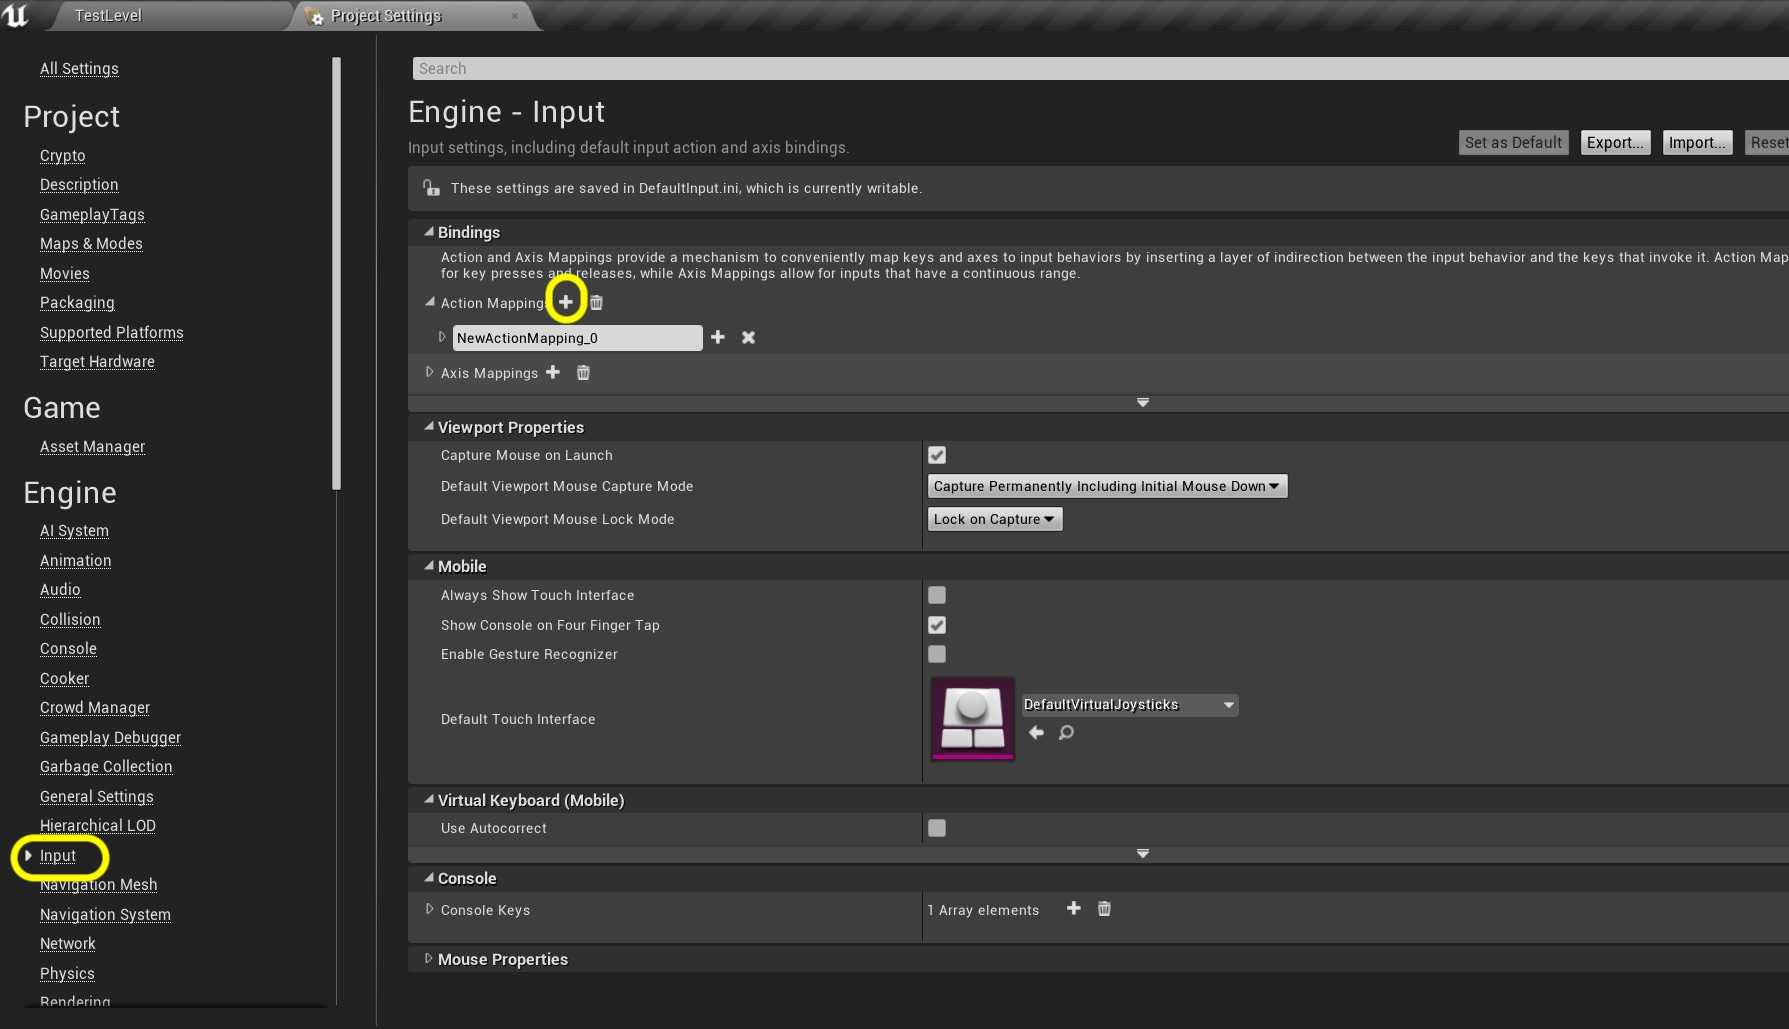 TestLevel
Project Settings
All Settings
Project
Crypto
Description
GameplayTags
Maps & Modes
Movies
Packaging
Supported Platforms
Target Hardware
Game
Asset Manager
Engine
AI System
Animation
Audio
Collision
Console
Cooker
Crowd Manager
Gameplay Debugger
Garbage Collection
General Settings
Hierarchical LOD
Input
Navigation Mesh
Navigation System
Network
Physics
Rendering
Search
Engine - Input
Input settings, including default input action and axis bindings.
Set as Default
Export...
Import...
Reset
These settings are saved in DefaultInput.ini, which is currently writable.
Bindings
Action and Axis Mappings provide a mechanism to conveniently map keys and axes to input behaviors by inserting a layer of indirection between the input behavior and the keys that invoke it. Action Map
for key presses and releases, while Axis Mappings allow for inputs that have a continuous range.
Action Mapping
NewActionMapping_0
Axis Mappings
Viewport Properties
Capture Mouse on Launch
Default Viewport Mouse Capture Mode
Capture Permanently Including Initial Mouse Down
Default Viewport Mouse Lock Mode
Lock on Capture
Mobile
Always Show Touch Interface
Show Console on Four Finger Tap
Enable Gesture Recognizer
Default Touch Interface
DefaultVirtualJoysticks
Virtual Keyboard (Mobile)
Use Autocorrect
Console
Console Keys
1 Array elements
Mouse Properties